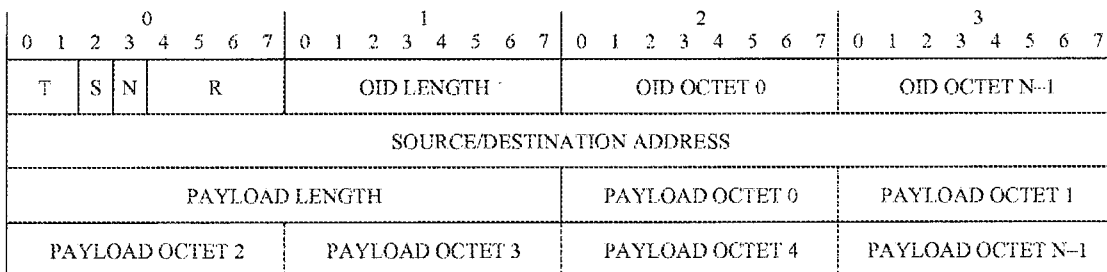 0 1 2 3
0 1 2 3 4 5 6 7 0 1 2 3 4 5 6 7 0 1 2 3 4 5 6 7 0 1 2 3 4 5 6 7
T S N R OID LENGTH OID OCTET 0 OID OCTET N–1
SOURCE/DESTINATION ADDRESS
PAYLOAD LENGTH PAYLOAD OCTET 0 PAYLOAD OCTET 1
PAYLOAD OCTET 2 PAYLOAD OCTET 3 PAYLOAD OCTET 4 PAYLOAD OCTET N–1